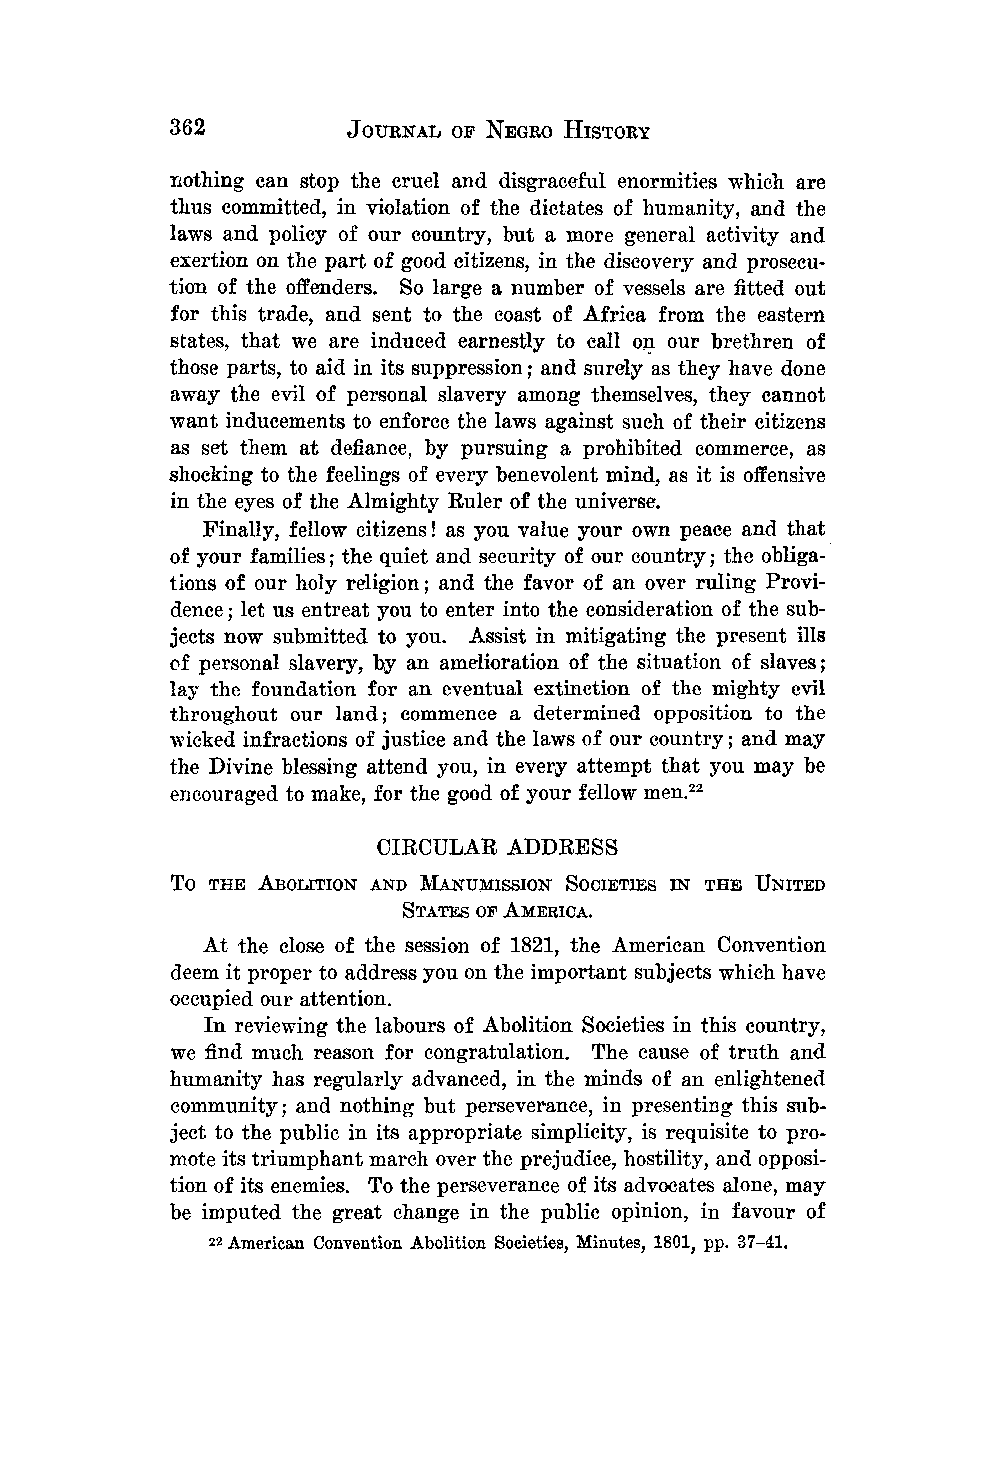 362 JOURNAL OF NEGRO HISTORY
nothing can stop the cruel and disgraceful enormities which are
thus committed, in violation of the dictates of humanity, and the
laws and policy of our country, but a more general activity and
exertion on the part of good citizens, in the discovery and prosecu-
tion of the offenders. So large a number of vessels are fitted out
for this trade, and sent to the coast of Africa from the eastern
states, that we are induced earnestly to call on our brethren of
those parts, to aid in its suppression; and surely as they have done
away the evil of personal slavery among themselves, they cannot
want inducements to enforce the laws against such of their citizens
as set them at defiance, by pursuing a prohibited commerce, as
shocking to the feelings of every benevolent mind, as it is offensive
in the eyes of the Almighty Ruler of the universe.
Finally, fellow citizens! as you value your own peace and that
of your families; the quiet and security of our country; the obliga-
tions of our holy religion; and the favor of an over ruling Provi-
dence; let us entreat you to enter into the consideration of the sub-
jects now submitted to you. Assist in mitigating the present ills
of personal slavery, by an amelioration of the situation of slaves;
lay the foundation for an eventual extinction of the mighty evil
throughout our land; commence a determined opposition to the
wicked infractions of justice and the laws of our country; and may
the Divine blessing attend you, in every attempt that you may be
encouraged to make, for the good of your fellow men.22
CIRCULAR ADDRESS
TO THE ABOLITION AND MANUMISSION SOCIETIES IN THE UNITED
STATES OF AMERICA.
At the close of the session of 1821, the American Convention
deem it proper to address you on the important subjects which have
occupied our attention.
In reviewing the labours of Abolition Societies in this country,
we find much reason for congratulation. The cause of truth and
humanity has regularly advanced, in the minds of an enlightened
community; and nothing but perseverance, in presenting this sub-
ject to the public in its appropriate simplicity, is requisite to pro-
mote its triumphant march over the prejudice, hostility, and opposi-
tion of its enemies. To the perseverance of its advocates alone, may
be imputed the great change in the public opinion, in favour of
22 American Convention Abolition Societies, Minutes, 1801, pp. 37–41.